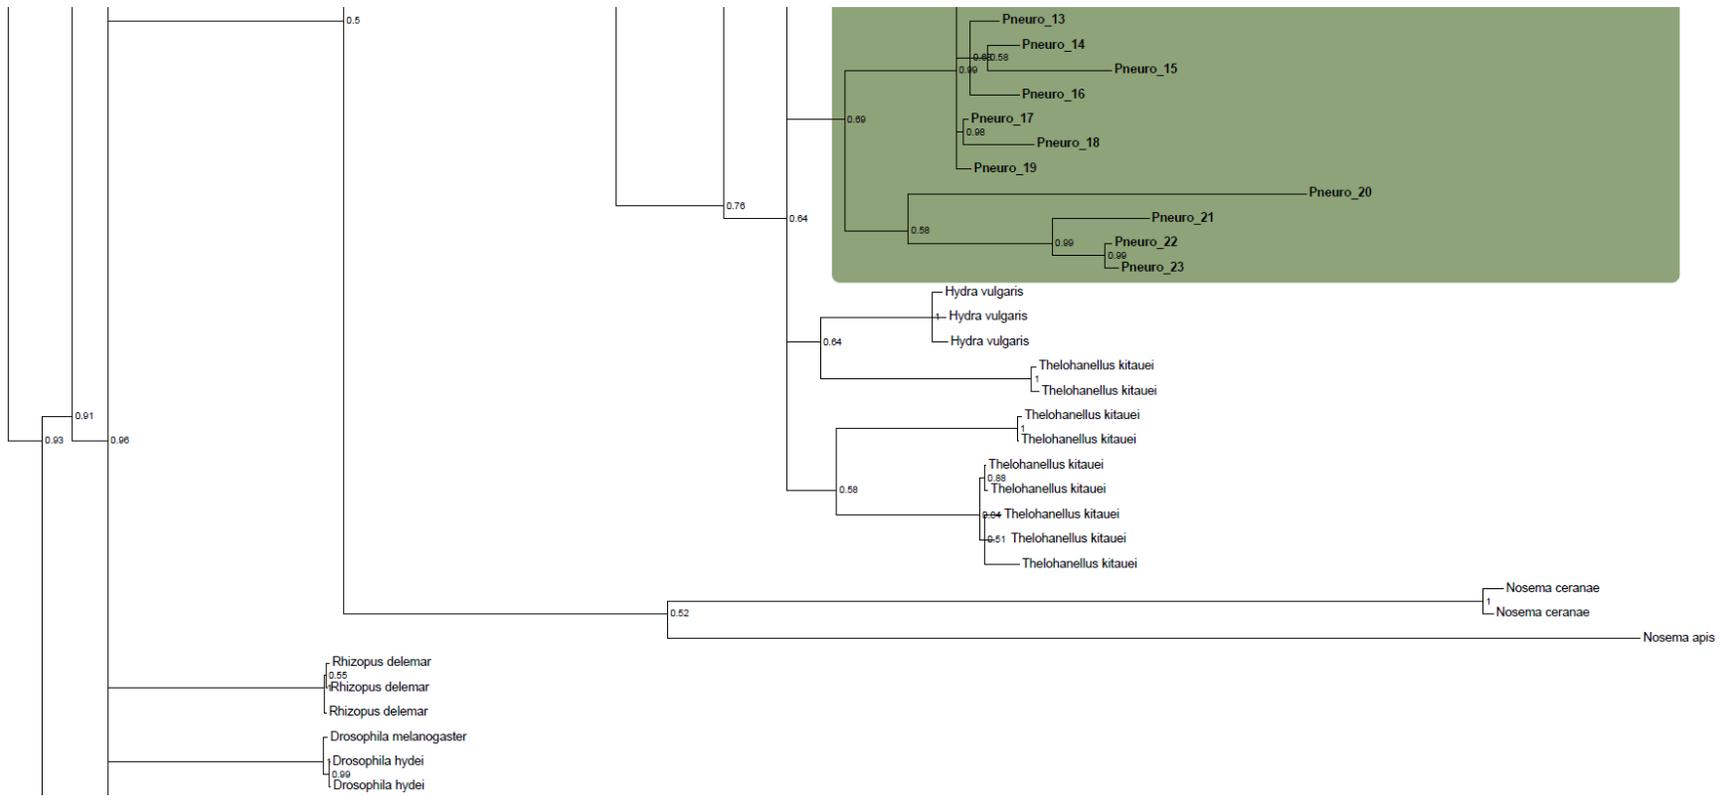 0.5
Pneuro_13
Pneuro_14
0.58
Pneuro_15
0.99
Pneuro_16
Pneuro_17
0.69
0.98
Pneuro_18
Pneuro_19
Pneuro_20
0.76
Pneuro_21
0.64
0.58
Pneuro_22
0.99
0.99
Pneuro_23
Hydra vulgaris
1
Hydra vulgaris
Hydra vulgaris
0.64
Thelohanellus kitauei
1
Thelohanellus kitauei
Thelohanellus kitauei
0.91
1
Thelohanellus kitauei
0.93
0.96
Thelohanellus kitauei
0.88
Thelohanellus kitauei
0.58
Thelohanellus kitauei
0.51
Thelohanellus kitauei
Thelohanellus kitauei
Nosema ceranae
1
Nosema ceranae
0.52
Nosema apis
Rhizopus delemar
0.55
Rhizopus delemar
Rhizopus delemar
Drosophila melanogaster
Drosophila hydei
0.99
Drosophila hydei